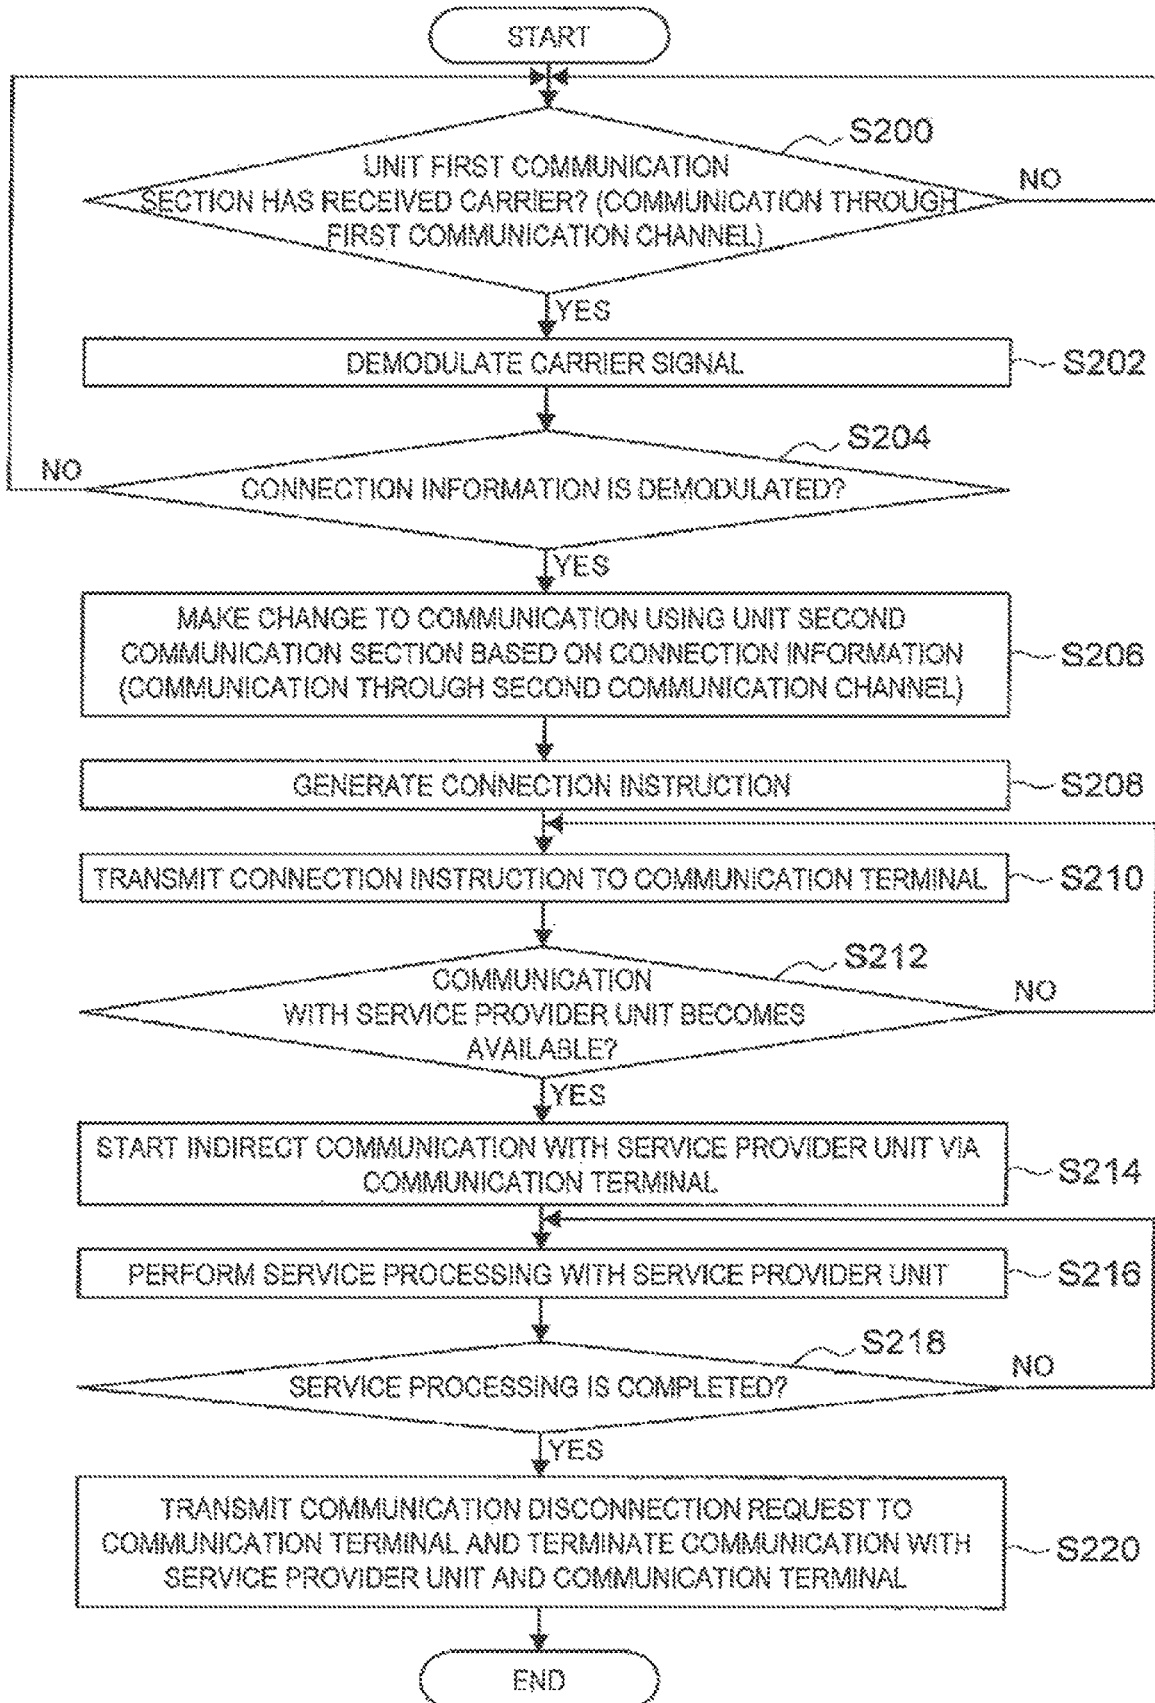 START
S200
UNIT FIRST COMMUNICATION
SECTION HAS RECEIVED CARRIER? (COMMUNICATION THROUGH
FIRST COMMUNICATION CHANNEL)
NO
YES
DEMODULATE CARRIER SIGNAL
S202
S204
NO
CONNECTION INFORMATION IS DEMODULATED?
YES
MAKE CHANGE TO COMMUNICATION USING UNIT SECOND
COMMUNICATION SECTION BASED ON CONNECTION INFORMATION
(COMMUNICATION THROUGH SECOND COMMUNICATION CHANNEL)
S206
GENERATE CONNECTION INSTRUCTION
S208
TRANSMIT CONNECTION INSTRUCTION TO COMMUNICATION TERMINAL
S210
S212
COMMUNICATION
WITH SERVICE PROVIDER UNIT BECOMES
AVAILABLE?
NO
YES
START INDIRECT COMMUNICATION WITH SERVICE PROVIDER UNIT VIA
COMMUNICATION TERMINAL
S214
PERFORM SERVICE PROCESSING WITH SERVICE PROVIDER UNIT
S216
S218
SERVICE PROCESSING IS COMPLETED?
NO
YES
TRANSMIT COMMUNICATION DISCONNECTION REQUEST TO
COMMUNICATION TERMINAL AND TERMINATE COMMUNICATION WITH
SERVICE PROVIDER UNIT AND COMMUNICATION TERMINAL
S220
END